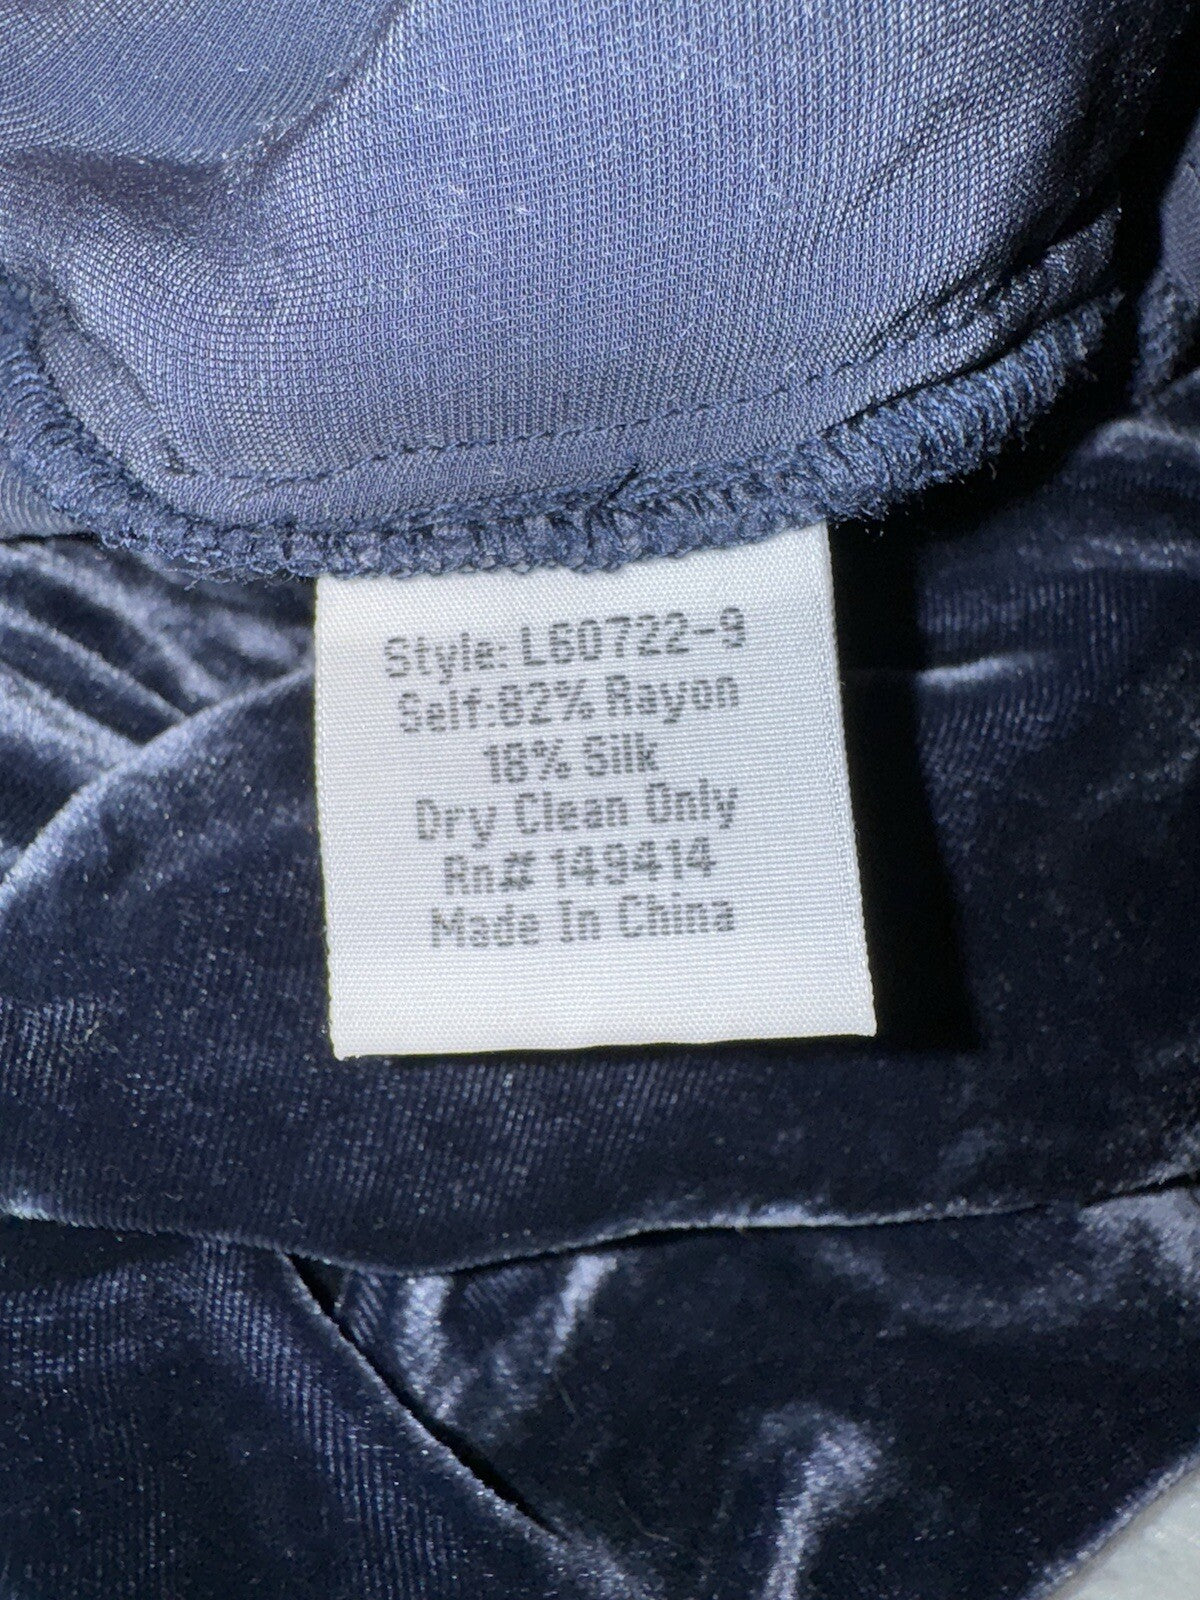 Style: L60722-9
Self:82% Rayon
18% Silk
Dry Clean Only
Rn# 149414
Made In China